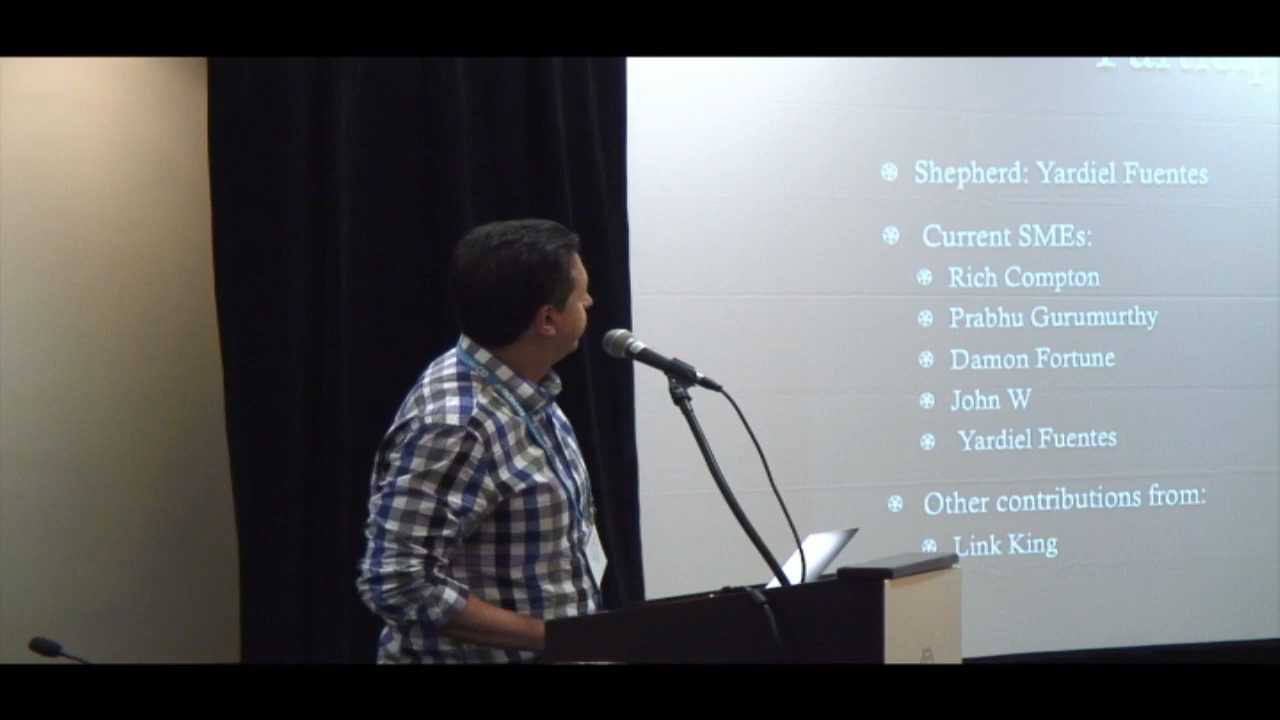 Shepherd: Yardiel Fuentes
Current SMEs:
Rich Compton
Prabhu Gurumurthy
Damon Fortune
John W
Yardiel Fuentes
Other contributions from:
Link King